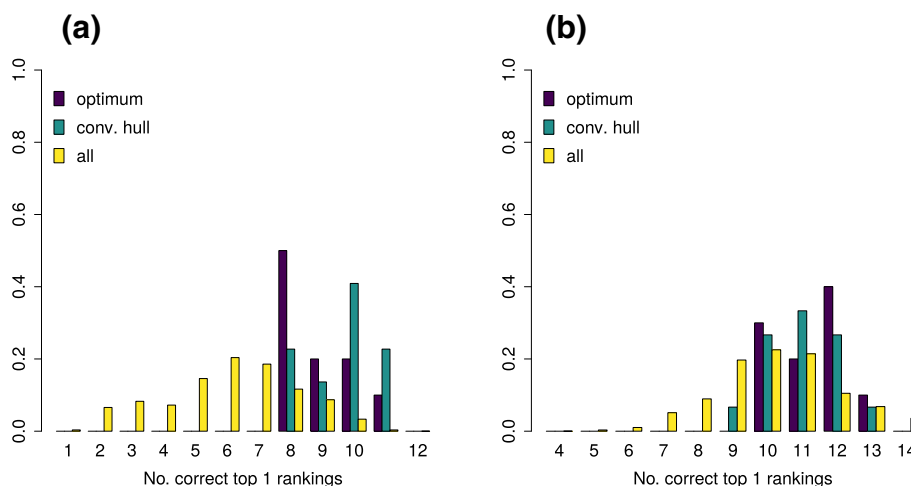 (a)
1.0
0.8
0.6
0.4
0.2
0.0
optimum
conv. hull
all
1 2 3 4 5 6 7 8 9 10 12
No. correct top 1 rankings
(b)
1.0
0.8
0.6
0.4
0.2
0.0
optimum
conv. hull
all
4 5 6 7 8 9 10 11 12 13 14
No. correct top 1 rankings